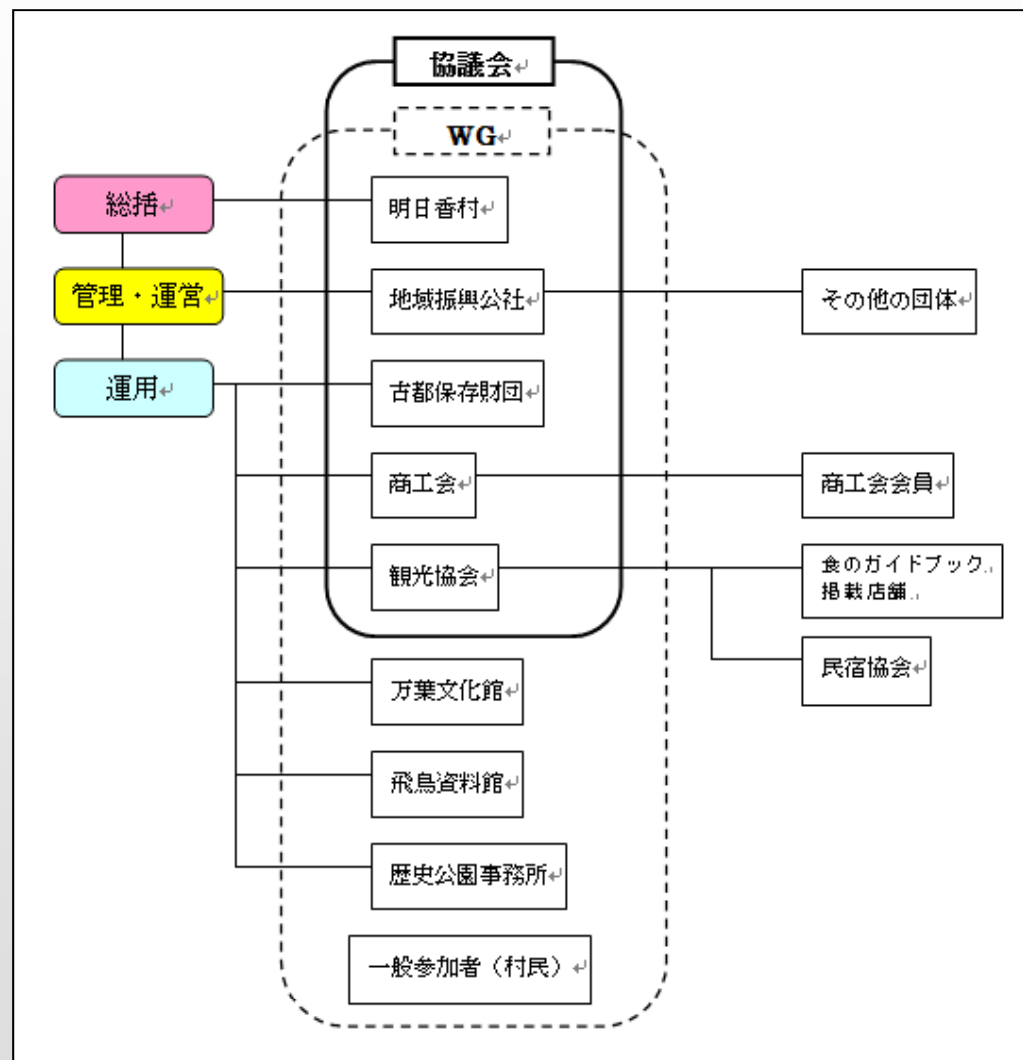 協議会
WG
総括
明日香村
管理・運営
地域振興公社
その他の団体
運用
古都保存財団
商工会
商工会会員
観光協会
食のガイドブック
掲載店舗
民宿協会
万葉文化館
飛鳥資料館
歴史公園事務所
一般参加者（村民）